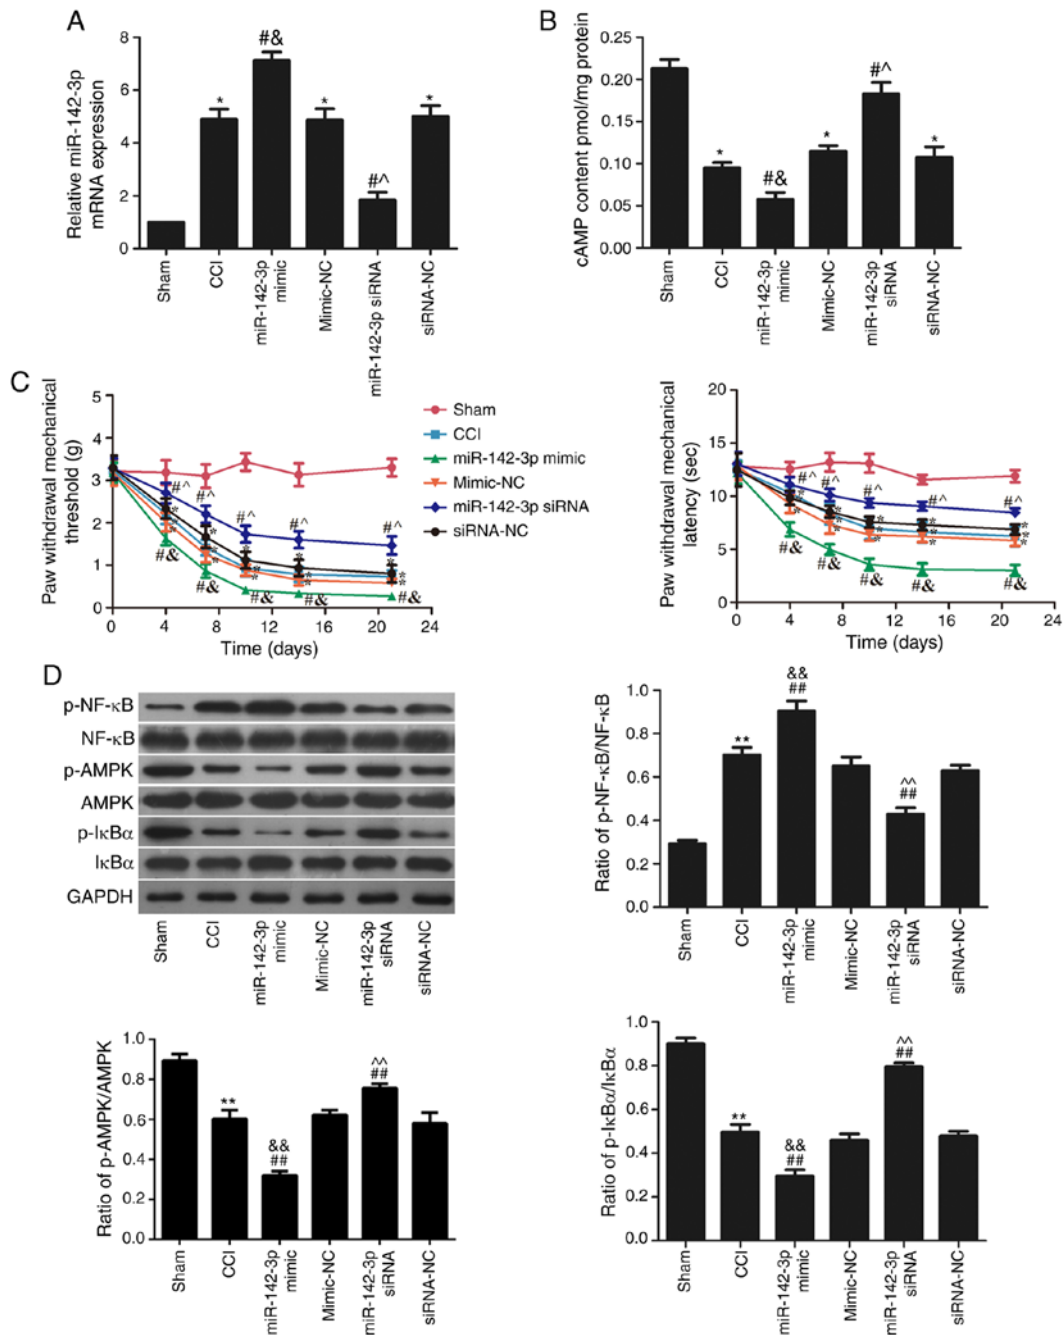 A
Relative miR-142-3p
mRNA expression
8
6
4
2
0
*
#&
*
#^
*
Sham
CCI
miR-142-3p
mimic
Mimic-NC
miR-142-3p siRNA
siRNA-NC
B
cAMP content pmol/mg protein
0.25
0.20
0.15
0.10
0.05
0.00
*
#&
*
#^
*
Sham
CCI
miR-142-3p
mimic
Mimic-NC
miR-142-3p
siRNA
siRNA-NC
C
Paw withdrawal mechanical
threshold (g)
5
4
3
2
1
0
#^
#^
#^
#^
#^
#&
#&
#&
#&
#&
0 4 8 12 16 20 24
Time (days)
Sham
CCI
miR-142-3p mimic
Mimic-NC
miR-142-3p siRNA
siRNA-NC
Paw withdrawal mechanical
latency (sec)
20
15
10
5
0
#^
#^
#^
#^
#^
#&
#&
#&
#&
#&
0 4 8 12 16 20 24
Time (days)
D
p-NF-κB
NF-κB
p-AMPK
AMPK
p-IκBα
IκBα
GAPDH
Sham
CCI
miR-142-3p
mimic
Mimic-NC
miR-142-3p
siRNA
siRNA-NC
Ratio of p-NF-κB/NF-κB
1.0
0.8
0.6
0.4
0.2
0.0
**
&&
##
^^
##
Sham
CCI
miR-142-3p
mimic
Mimic-NC
miR-142-3p
siRNA
siRNA-NC
Ratio of p-AMPK/AMPK
1.0
0.8
0.6
0.4
0.2
0.0
**
&&
##
^^
##
Sham
CCI
miR-142-3p
mimic
Mimic-NC
miR-142-3p
siRNA
siRNA-NC
Ratio of p-IκBα/IκBα
1.0
0.8
0.6
0.4
0.2
0.0
**
&&
##
^^
##
Sham
CCI
miR-142-3p
mimic
Mimic-NC
miR-142-3p
siRNA
siRNA-NC